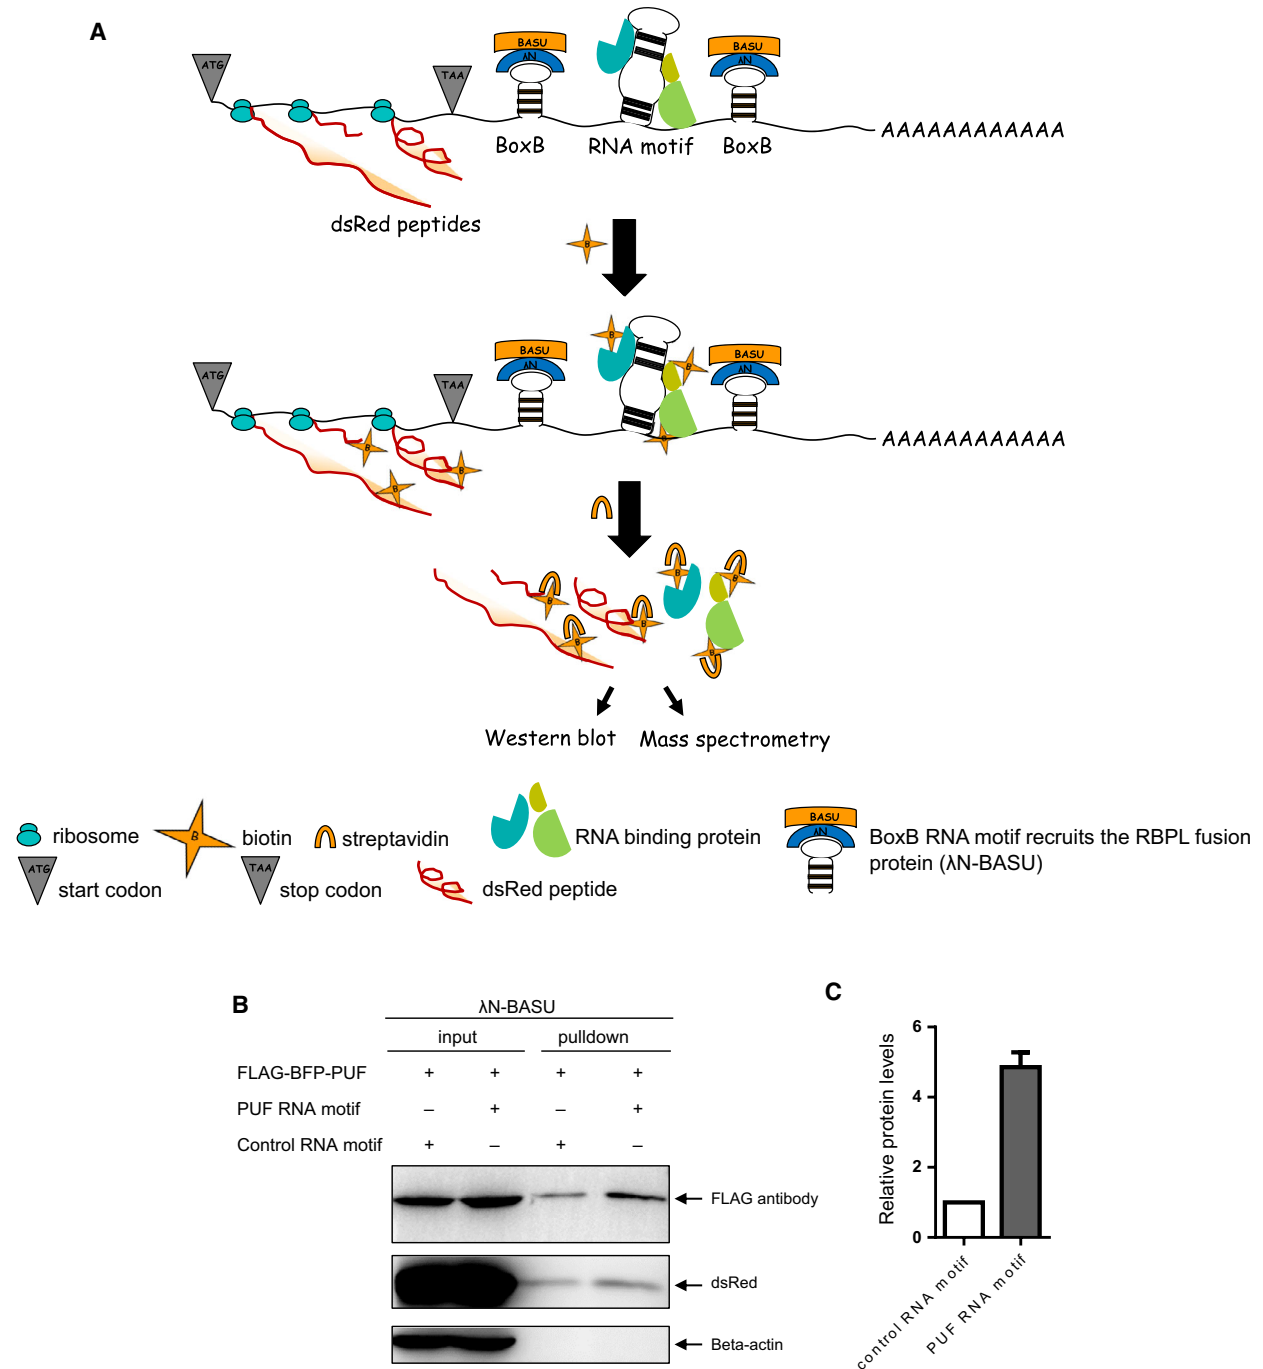 A
ATG
TAA
BASU
λN
BASU
λN
BoxB
RNA motif
BoxB
AAAAAAAAAAAA
dsRed peptides
B
ATG
TAA
BASU
λN
BASU
λN
B
B
B
B
B
B
AAAAAAAAAAAA
B
B
B
B
B
B
Western blot
Mass spectrometry
ribosome
B
biotin
streptavidin
RNA binding protein
BASU
λN
BoxB RNA motif recruits the RBPL fusion
protein (λN-BASU)
ATG
start codon
TAA
stop codon
dsRed peptide
B
λN-BASU
input
pulldown
FLAG-BFP-PUF + + + +
PUF RNA motif – + – +
Control RNA motif + – + –
FLAG antibody
dsRed
Beta-actin
C
Relative protein levels
6
4
2
0
control RNA motif
PUF RNA motif